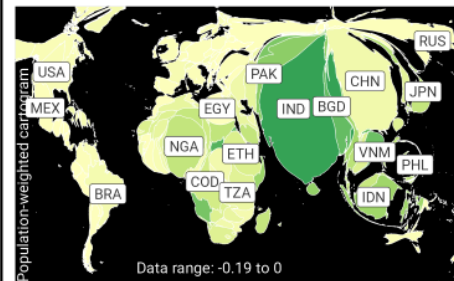 Population-weighted cartogram
RUS
USA
PAK
CHN
JPN
MEX
EGY
IND
BGD
NGA
ETH
VNM
PHL
COD
TZA
BRA
IDN
Data range: -0.19 to 0